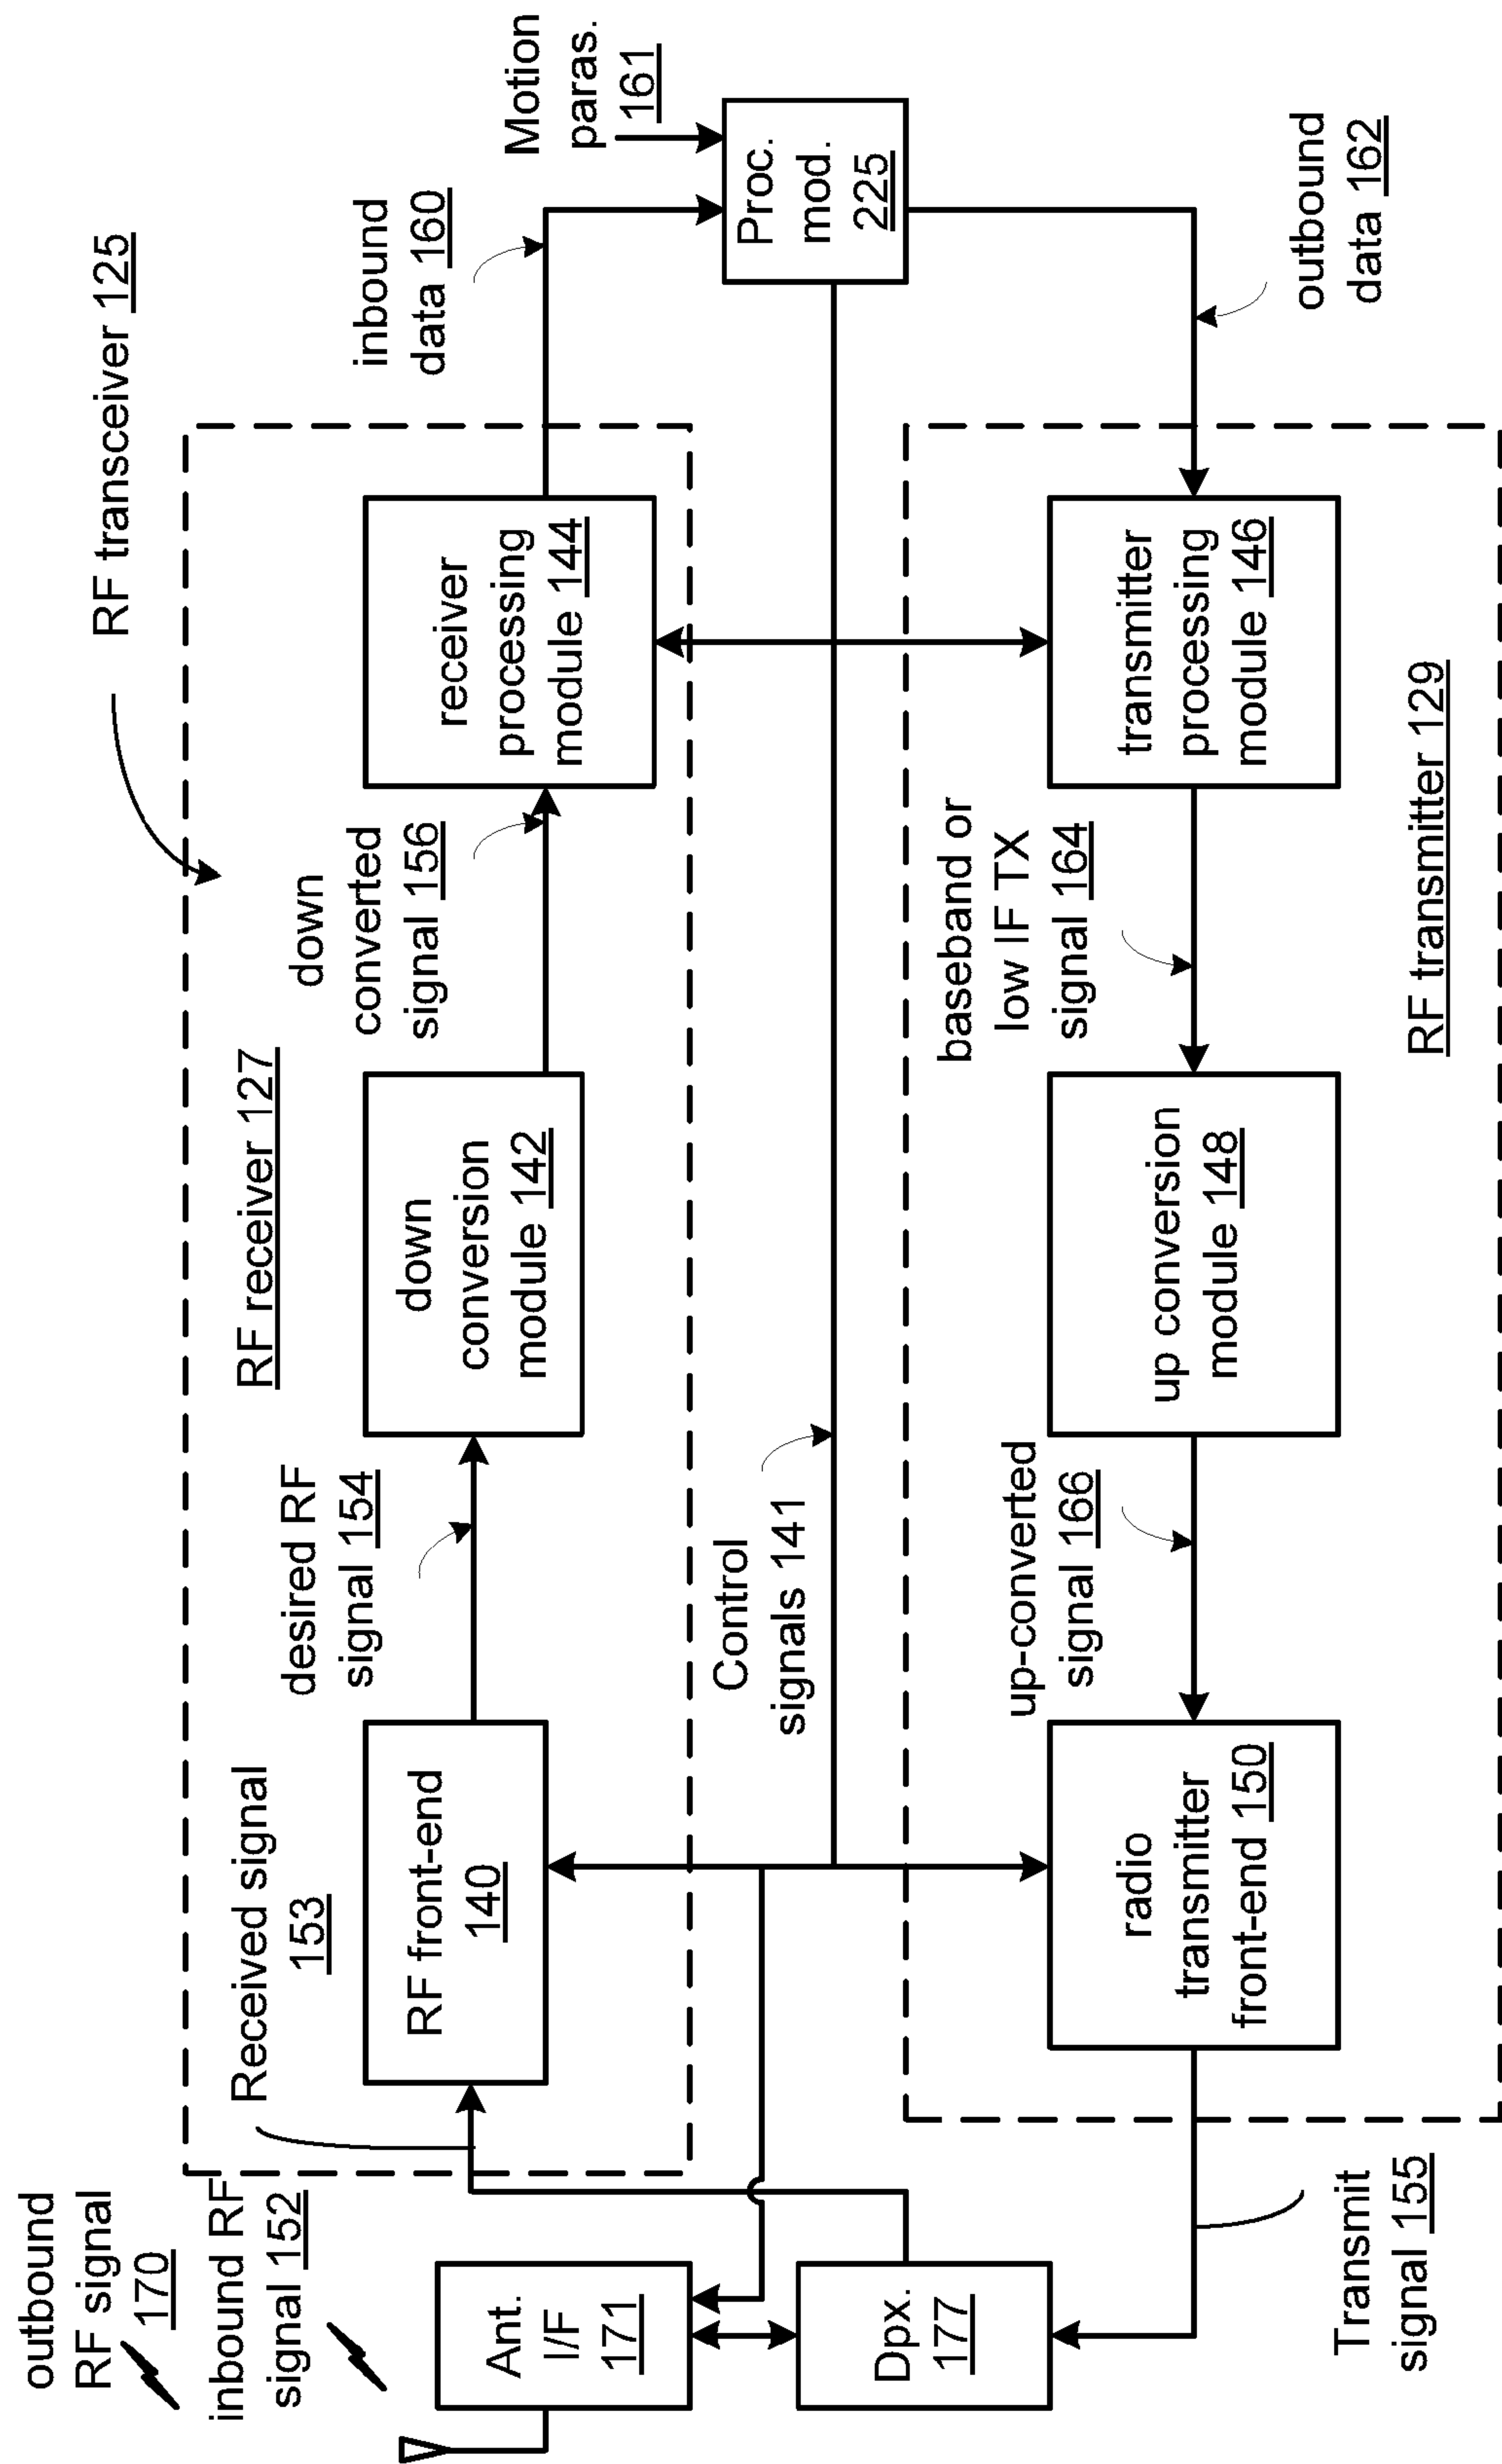 RF transceiver 125
outbound
RF signal
170
inbound RF
signal 152
Received signal
153
RF receiver 127
desired RF
signal 154
down
converted
signal 156
inbound
data 160
Motion
paras.
161
Ant.
I/F
171
RF front-end
140
down
conversion
module 142
receiver
processing
module 144
Proc.
mod.
225
Control
signals 141
Dpx.
177
up-converted
signal 166
baseband or
low IF TX
signal 164
radio
transmitter
front-end 150
up conversion
module 148
transmitter
processing
module 146
outbound
data 162
Transmit
signal 155
RF transmitter 129